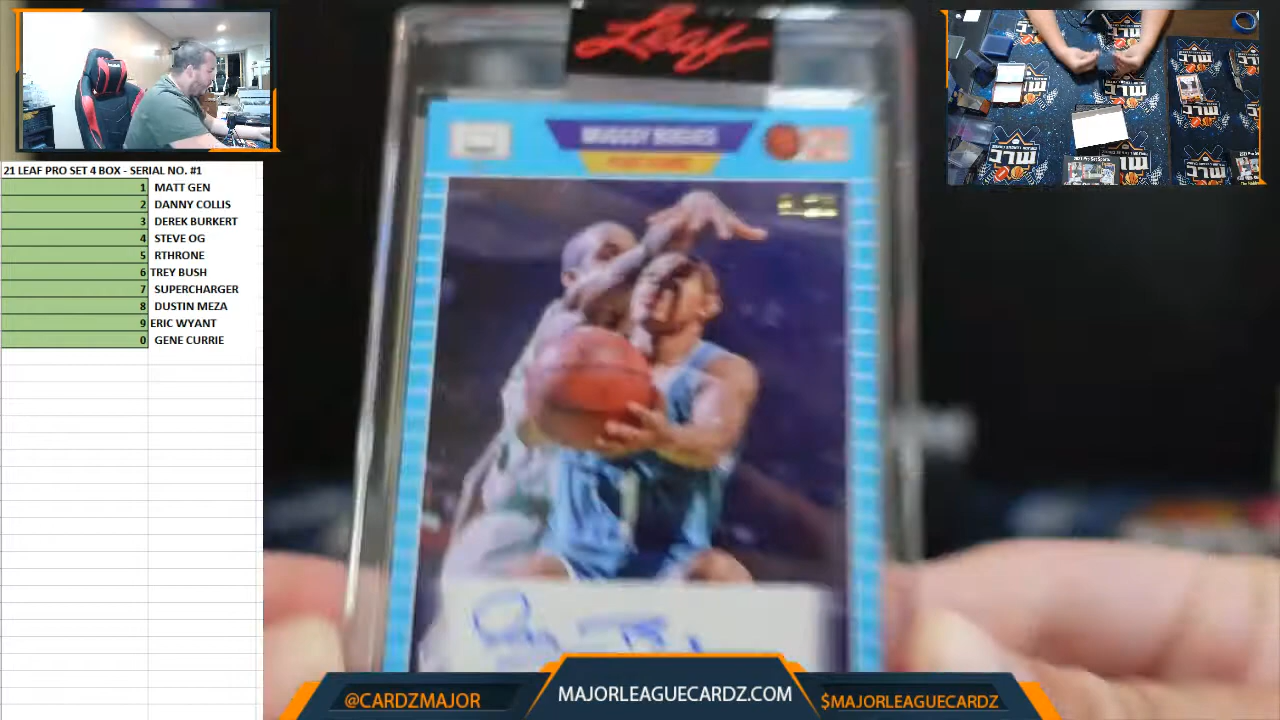 21 LEAF PRO SET 4 BOX - SERIAL NO. #1
1 MATT GEN
2 DANNY COLLIS
3 DEREK BURKERT
4 STEVE OG
5 RTHRONE
6 TREY BUSH
7 SUPERCHARGER
8 DUSTIN MEZA
9 ERIC WYANT
0 GENE CURRIE
Leaf
MUGGSY BOGUES
@CARDZMAJOR
MAJORLEAGUECARDZ.COM
$MAJORLEAGUECARDZ